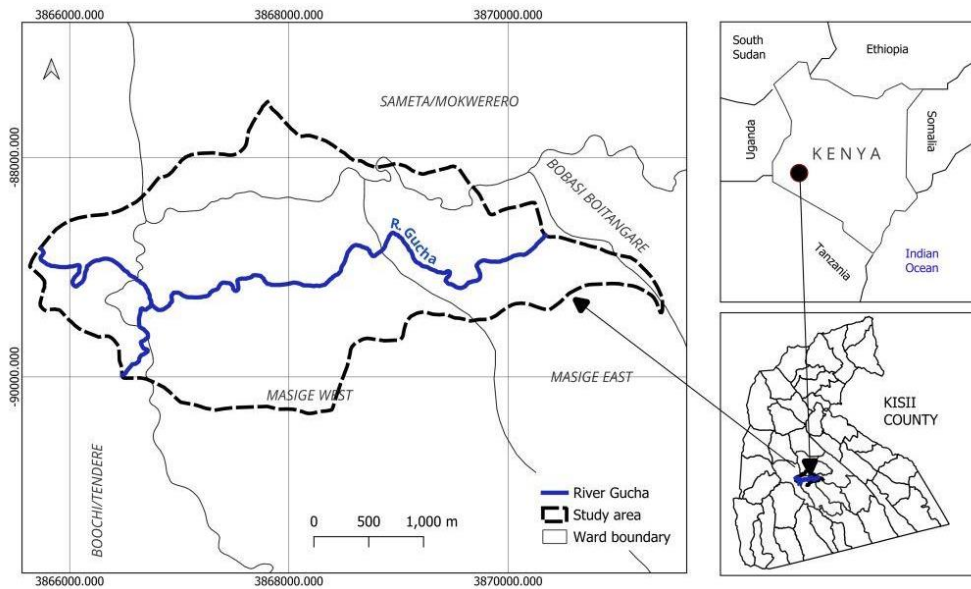 3866000.000
3868000.000
3870000.000
-88000.000
-90000.000
SAMETA/MOKWERERO
BOBASI BOITANGARE
R. Gucha
MASIGE WEST
MASIGE EAST
BOOCHI/TENDERE
0 500 1,000 m
River Gucha
Study area
Ward boundary
3866000.000
3868000.000
3870000.000
South
Sudan
Ethiopia
Uganda
KENYA
Somalia
Tanzania
Indian
Ocean
KISII
COUNTY